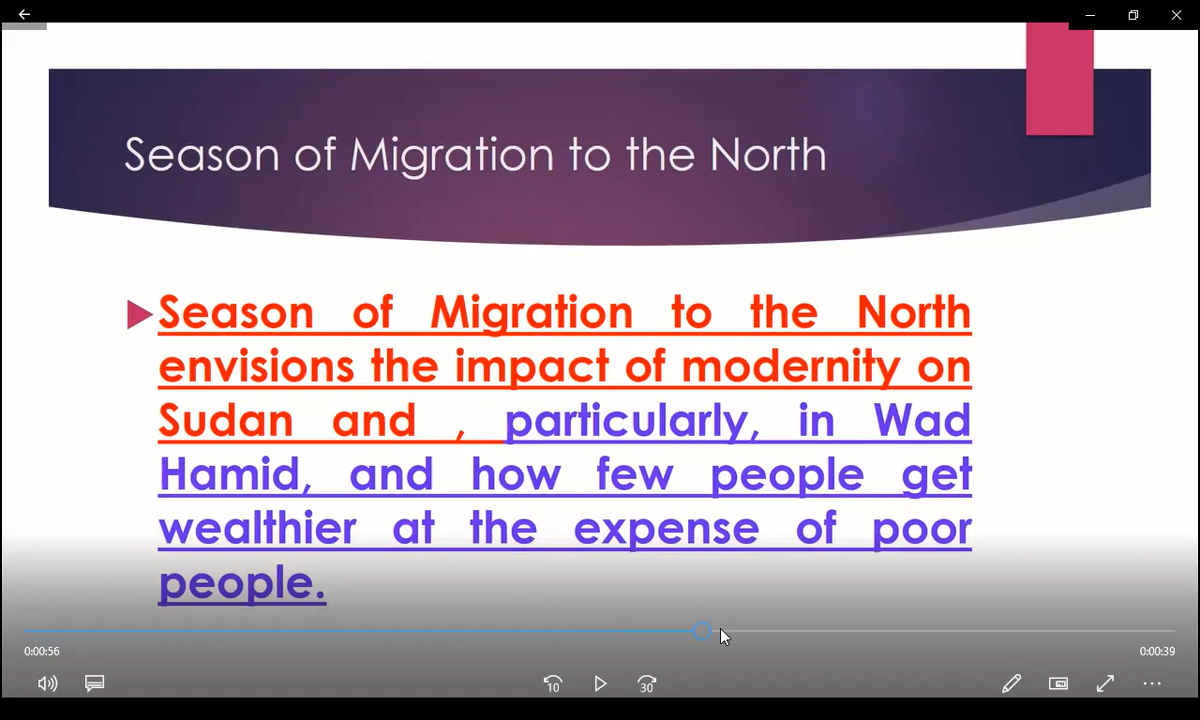 Season of Migration to the North
Season of Migration to the North
envisions the impact of modernity on
Sudan and , particularly, in Wad
Hamid, and how few people get
wealthier at the expense of poor
people.
0:00:56
0:00:39
10
30